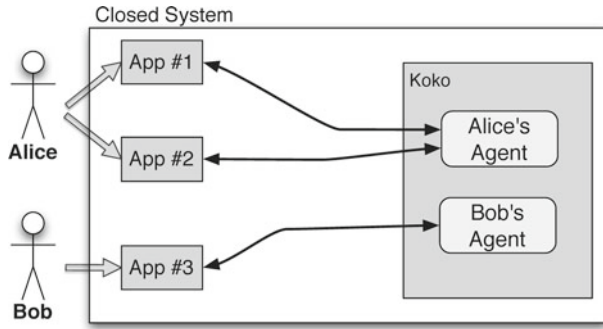 Closed System
App #1
Koko
Alice
App #2
Alice's
Agent
Bob's
Agent
App #3
Bob